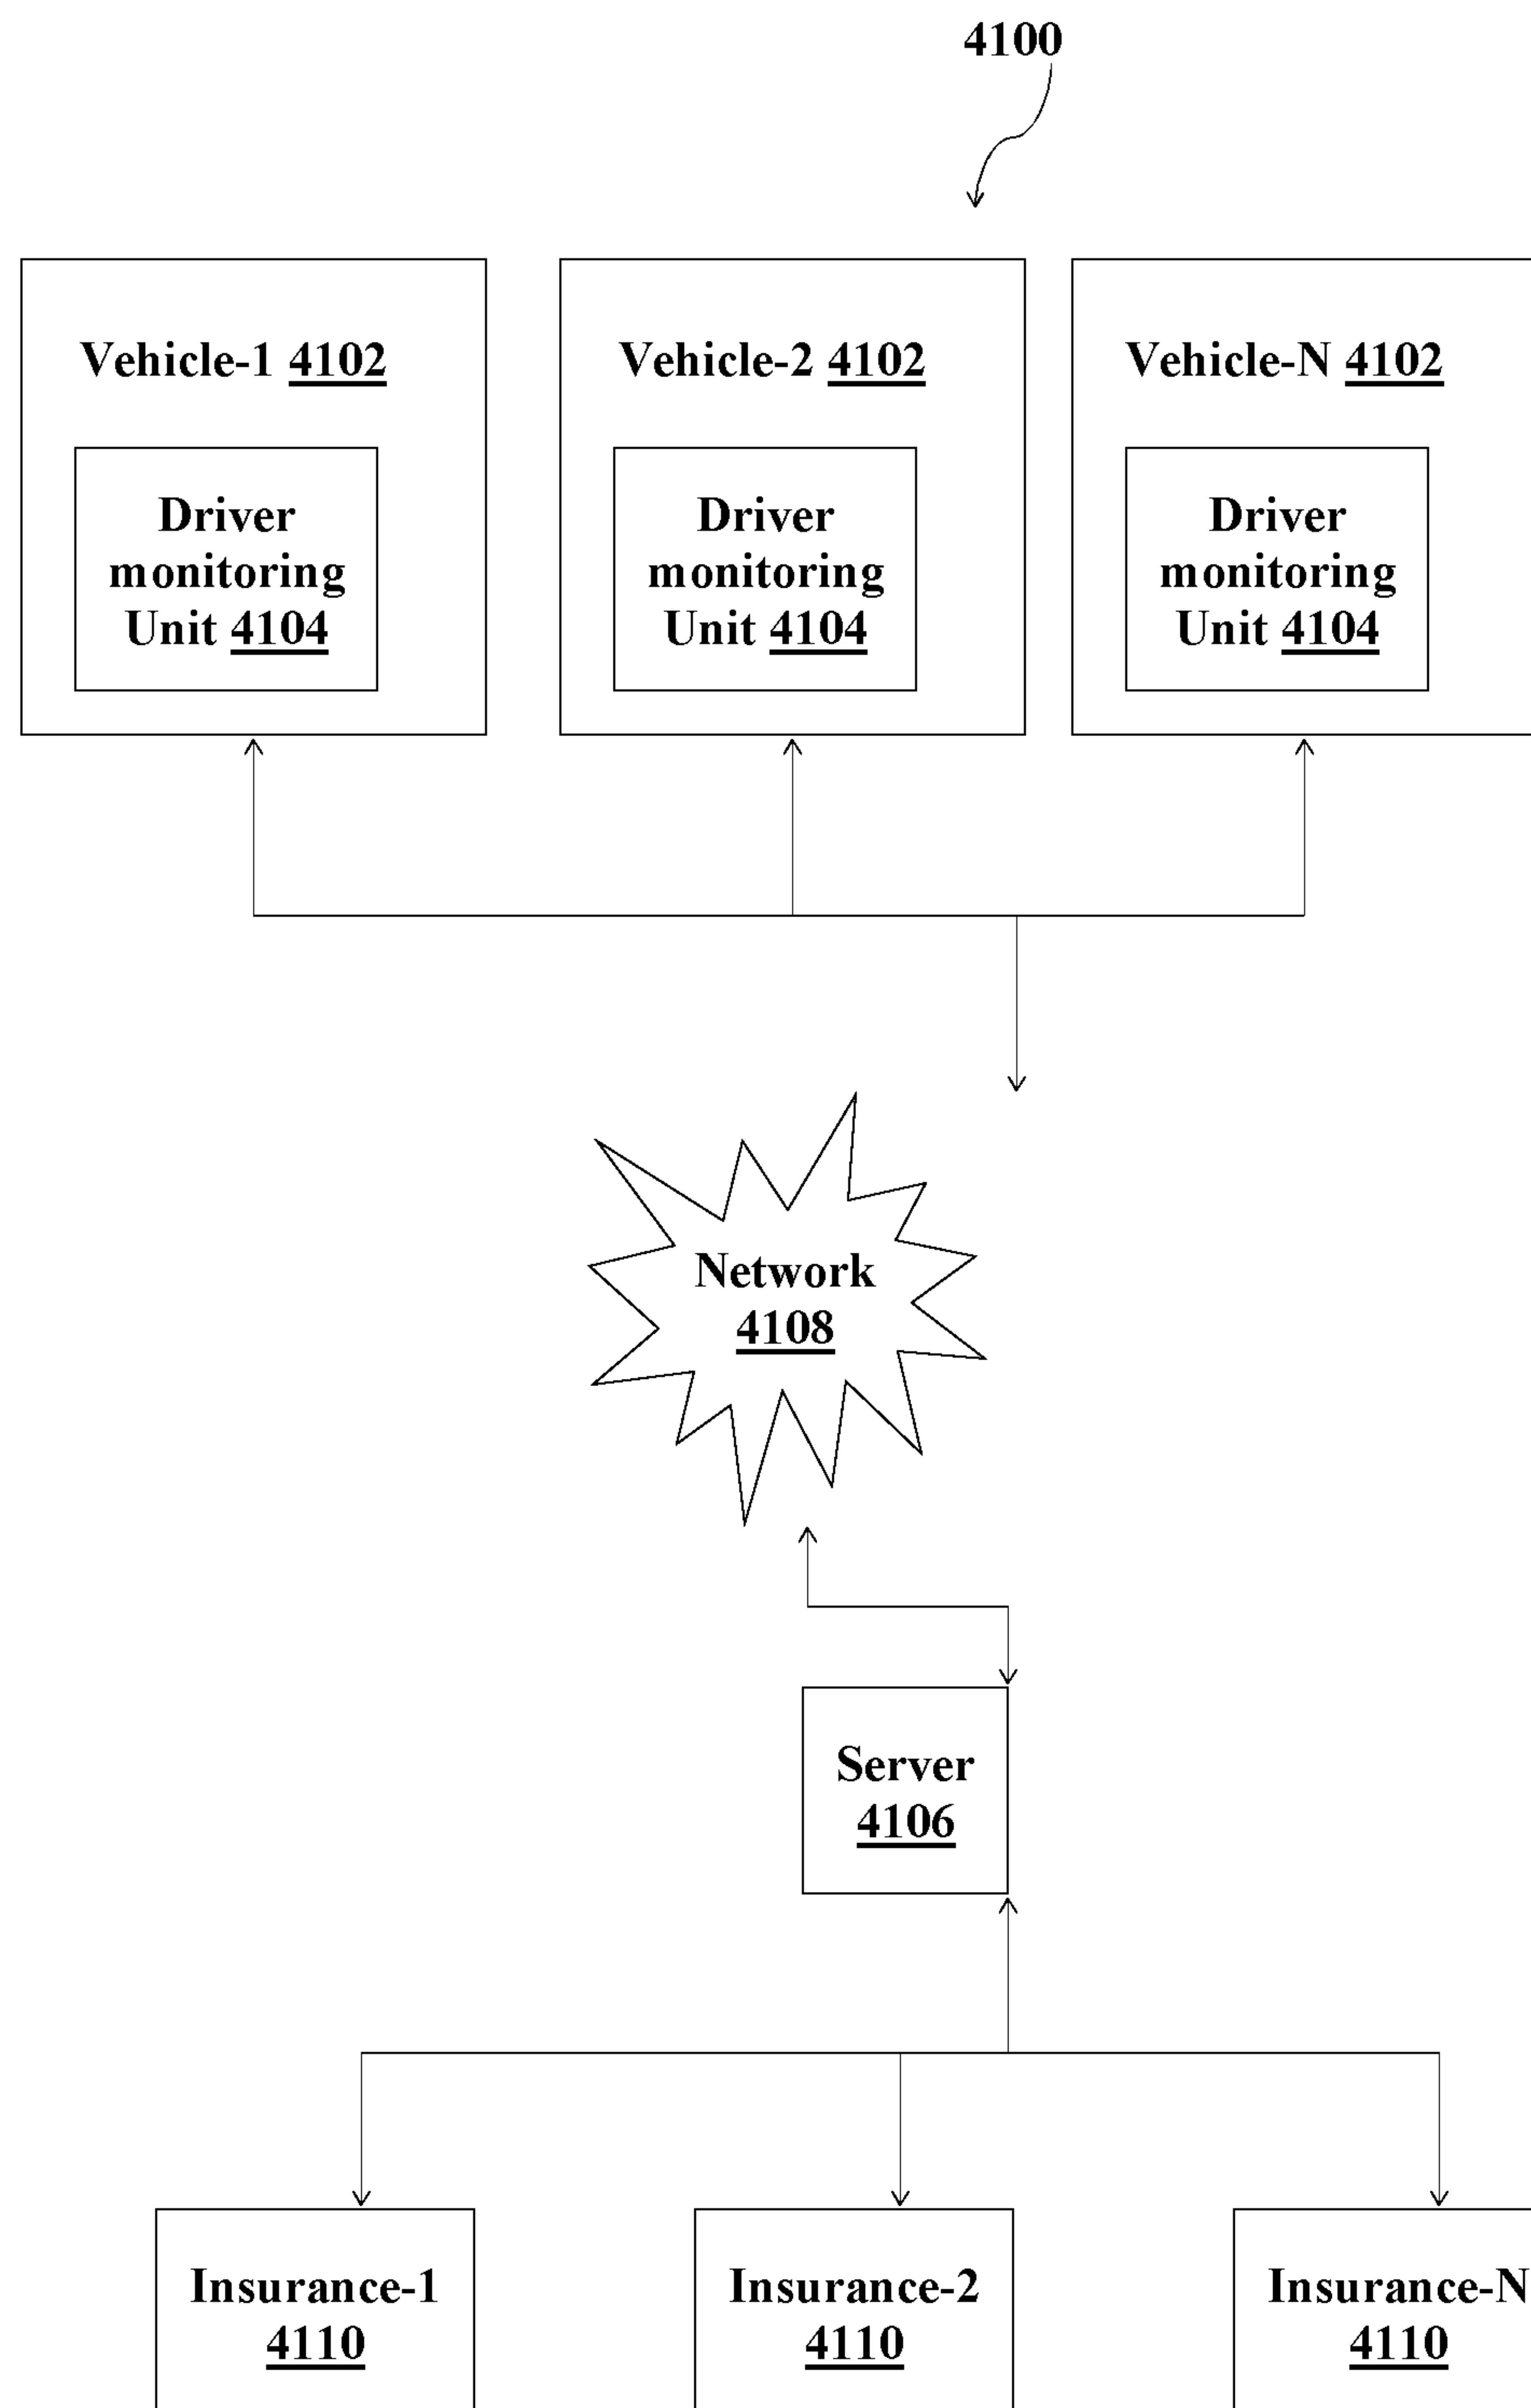 4100
Vehicle-1 4102
Driver
monitoring
Unit 4104
Vehicle-2 4102
Driver
monitoring
Unit 4104
Vehicle-N 4102
Driver
monitoring
Unit 4104
Network
4108
Server
4106
Insurance-1
4110
Insurance-2
4110
Insurance-N
4110